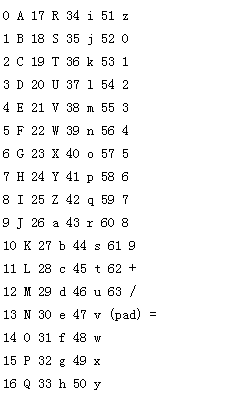 0 A 17 R 34 i 51 z
1 B 18 S 35 j 52 0
2 C 19 T 36 k 53 1
3 D 20 U 37 l 54 2
4 E 21 V 38 m 55 3
5 F 22 W 39 n 56 4
6 G 23 X 40 o 57 5
7 H 24 Y 41 p 58 6
8 I 25 Z 42 q 59 7
9 J 26 a 43 r 60 8
10 K 27 b 44 s 61 9
11 L 28 c 45 t 62 +
12 M 29 d 46 u 63 /
13 N 30 e 47 v (pad) =
14 O 31 f 48 w
15 P 32 g 49 x
16 Q 33 h 50 y